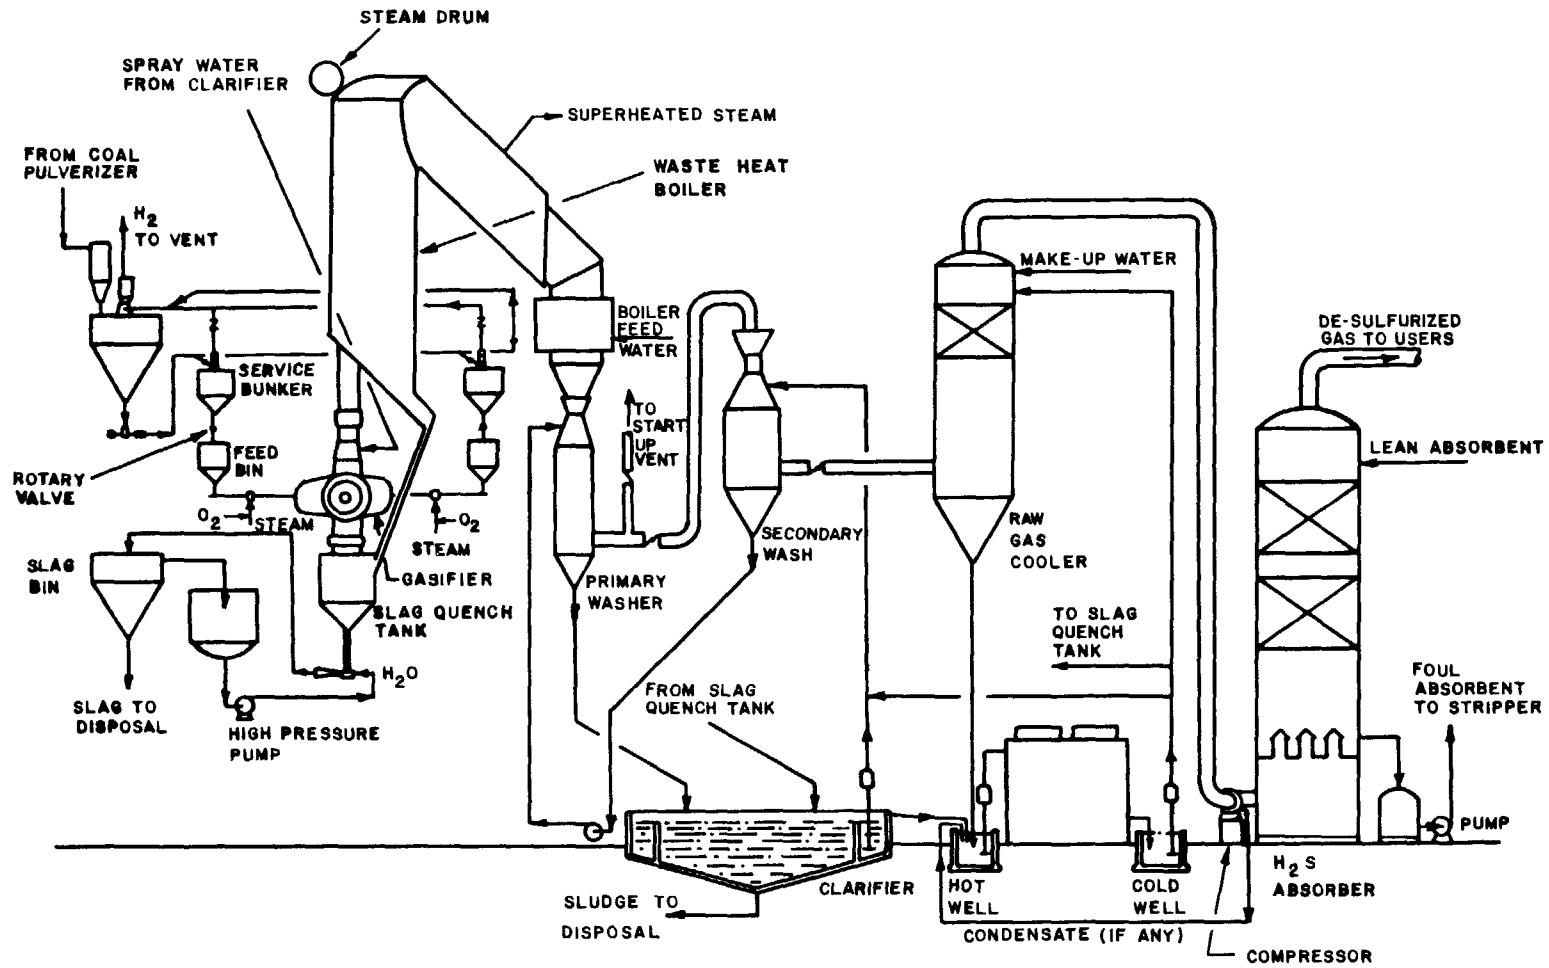 STEAM DRUM
SPRAY WATER
FROM CLARIFIER
SUPERHEATED STEAM
FROM COAL
PULVERIZER
WASTE HEAT
BOILER
H2
TO VENT
MAKE-UP WATER
BOILER
FEED
WATER
DE-SULFURIZED
GAS TO USERS
SERVICE
BUNKER
TO
START
UP
VENT
LEAN ABSORBENT
FEED
BIN
ROTARY
VALVE
O2
STEAM
O2
STEAM
SECONDARY
WASH
RAW
GAS
COOLER
SLAG
BIN
GASIFIER
PRIMARY
WASHER
SLAG QUENCH
TANK
TO SLAG
QUENCH
TANK
H2O
FROM SLAG
QUENCH TANK
FOUL
ABSORBENT
TO STRIPPER
SLAG TO
DISPOSAL
HIGH PRESSURE
PUMP
PUMP
CLARIFIER
HOT
WELL
COLD
WELL
H2S
ABSORBER
SLUDGE TO
DISPOSAL
CONDENSATE (IF ANY)
COMPRESSOR